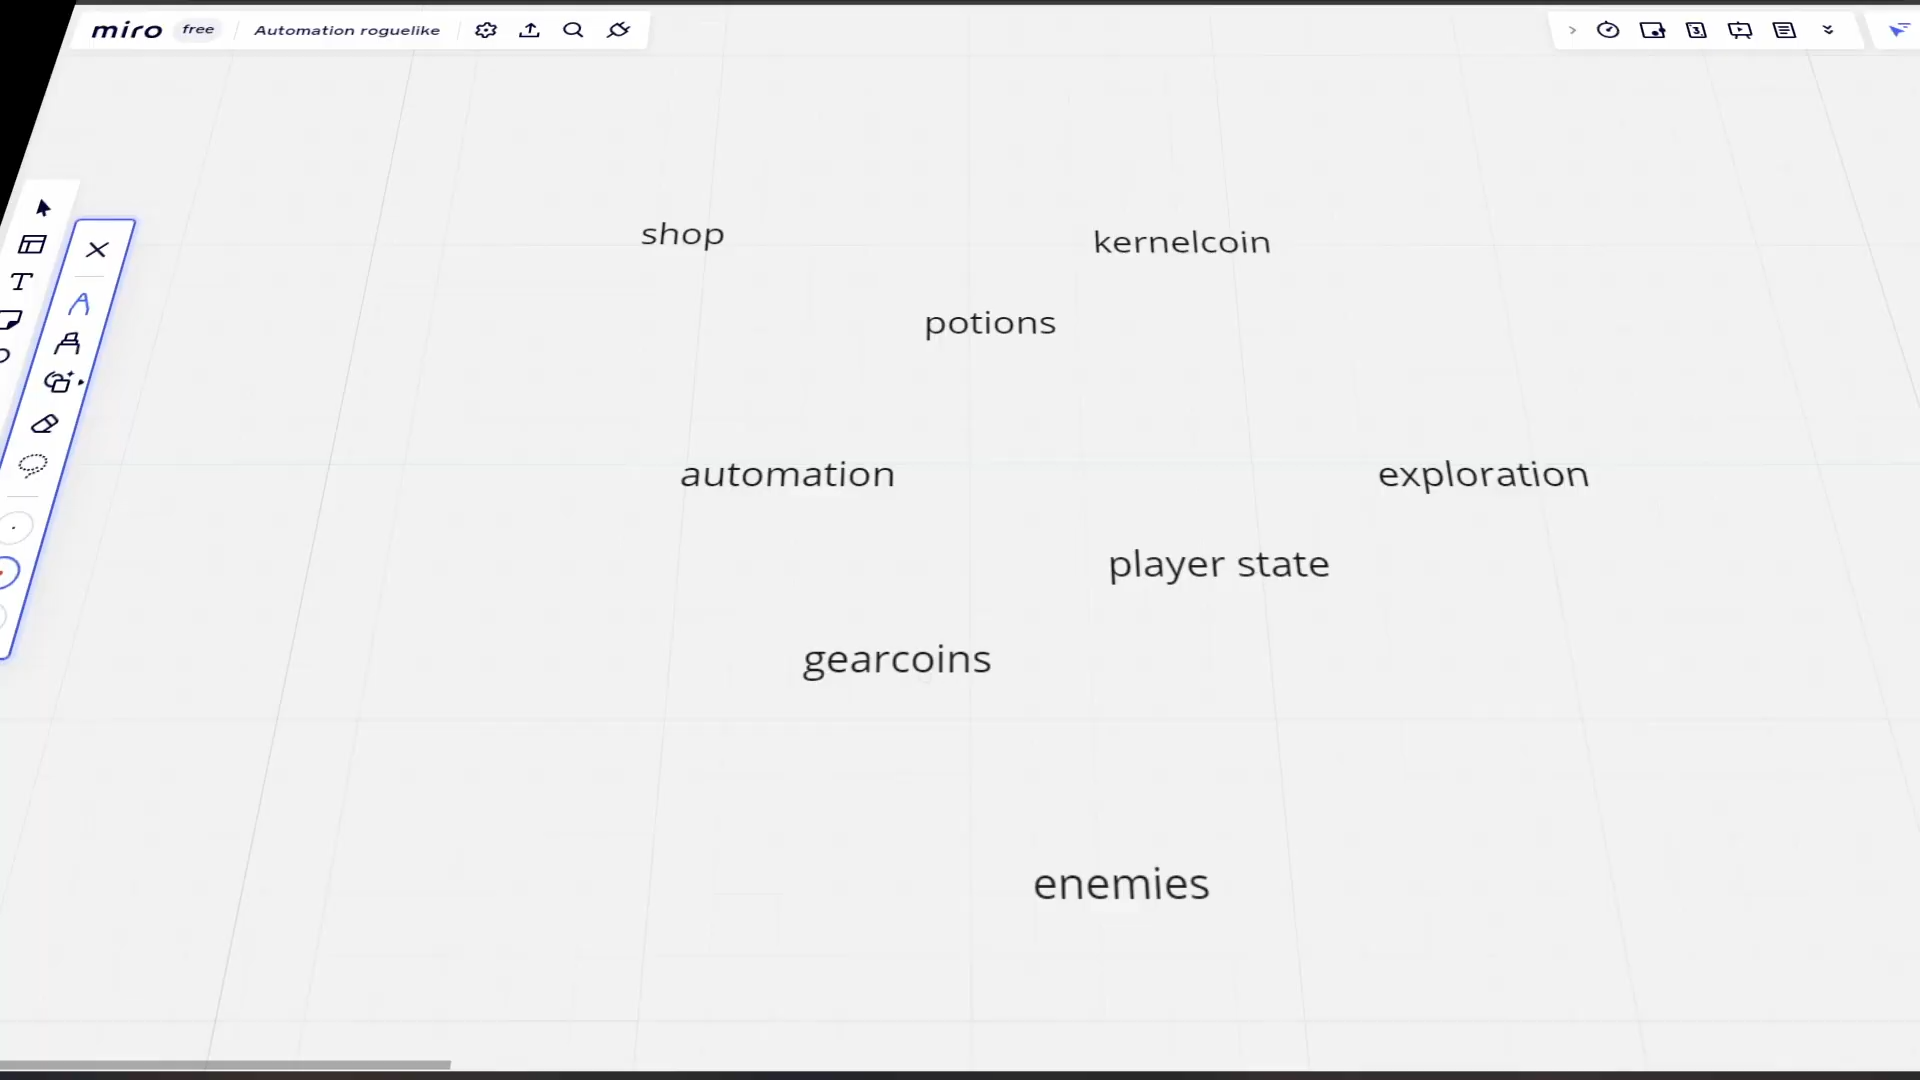 miro free Automation roguelike
shop
kernelcoin
potions
automation
exploration
player state
gearcoins
enemies